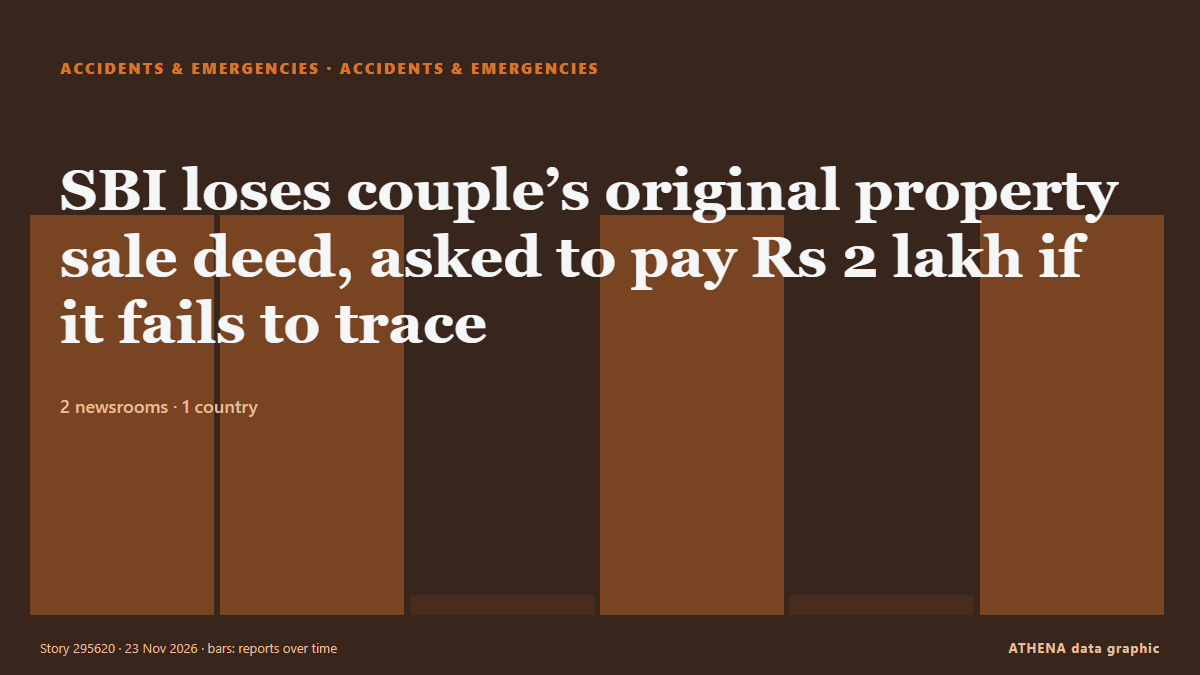 ACCIDENTS & EMERGENCIES · ACCIDENTS & EMERGENCIES
SBI loses couple’s original property
sale deed, asked to pay Rs 2 lakh if
it fails to trace
2 newsrooms · 1 country
Story 295620 · 23 Nov 2026 · bars: reports over time
ATHENA data graphic